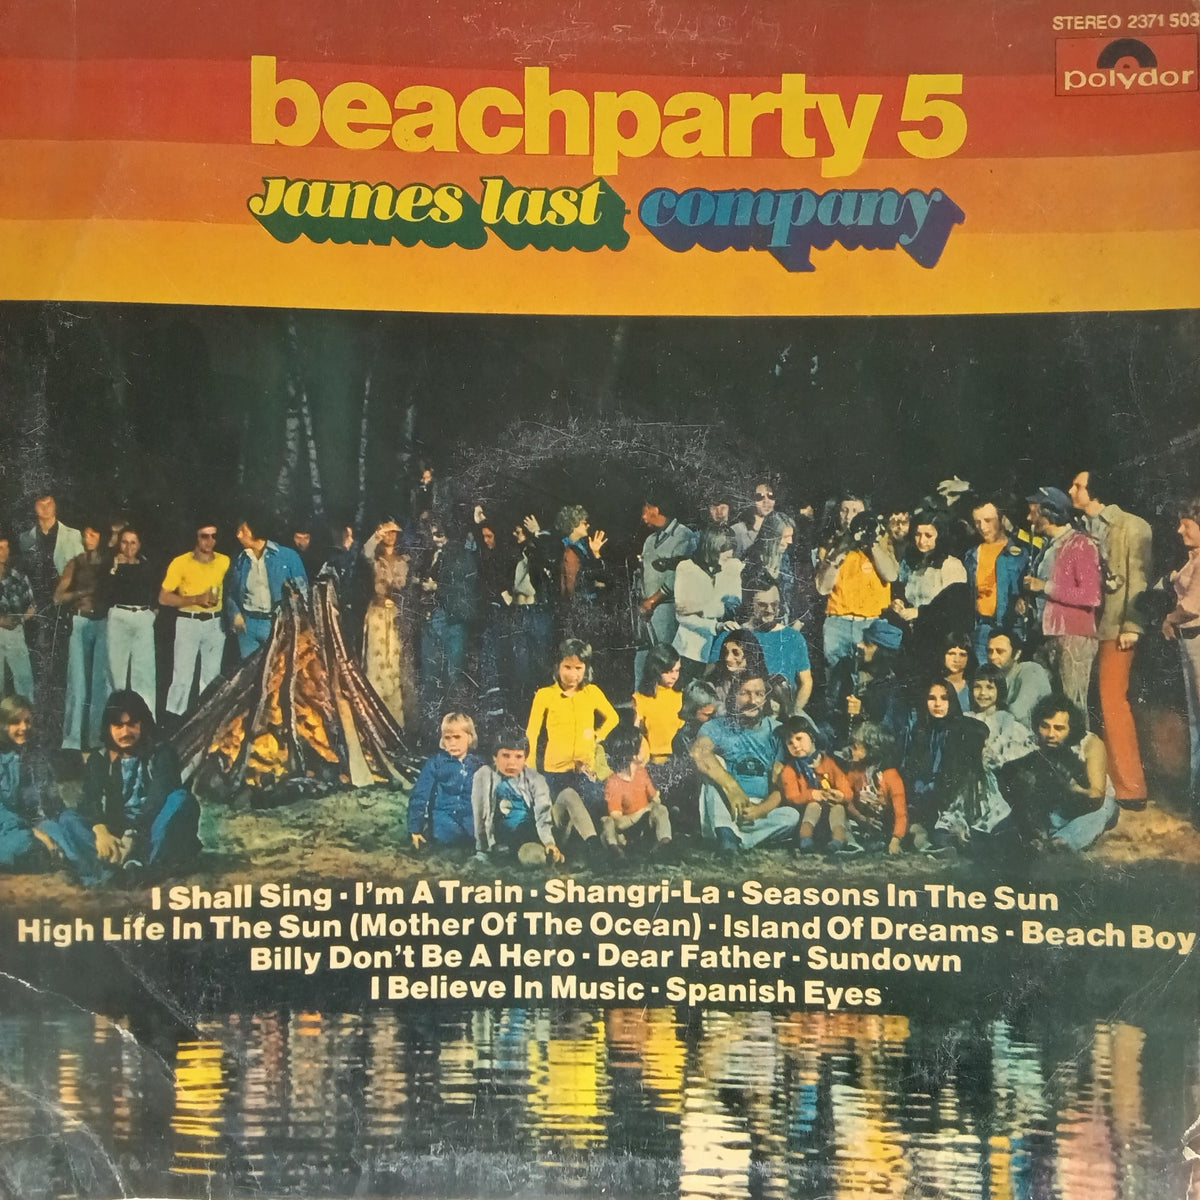 STEREO 2371 503
polydor
beachparty 5
james last company
I Shall Sing · I'm A Train · Shangri-La · Seasons In The Sun
High Life In The Sun (Mother Of The Ocean) · Island Of Dreams · Beach Boy
Billy Don't Be A Hero · Dear Father · Sundown
I Believe In Music · Spanish Eyes